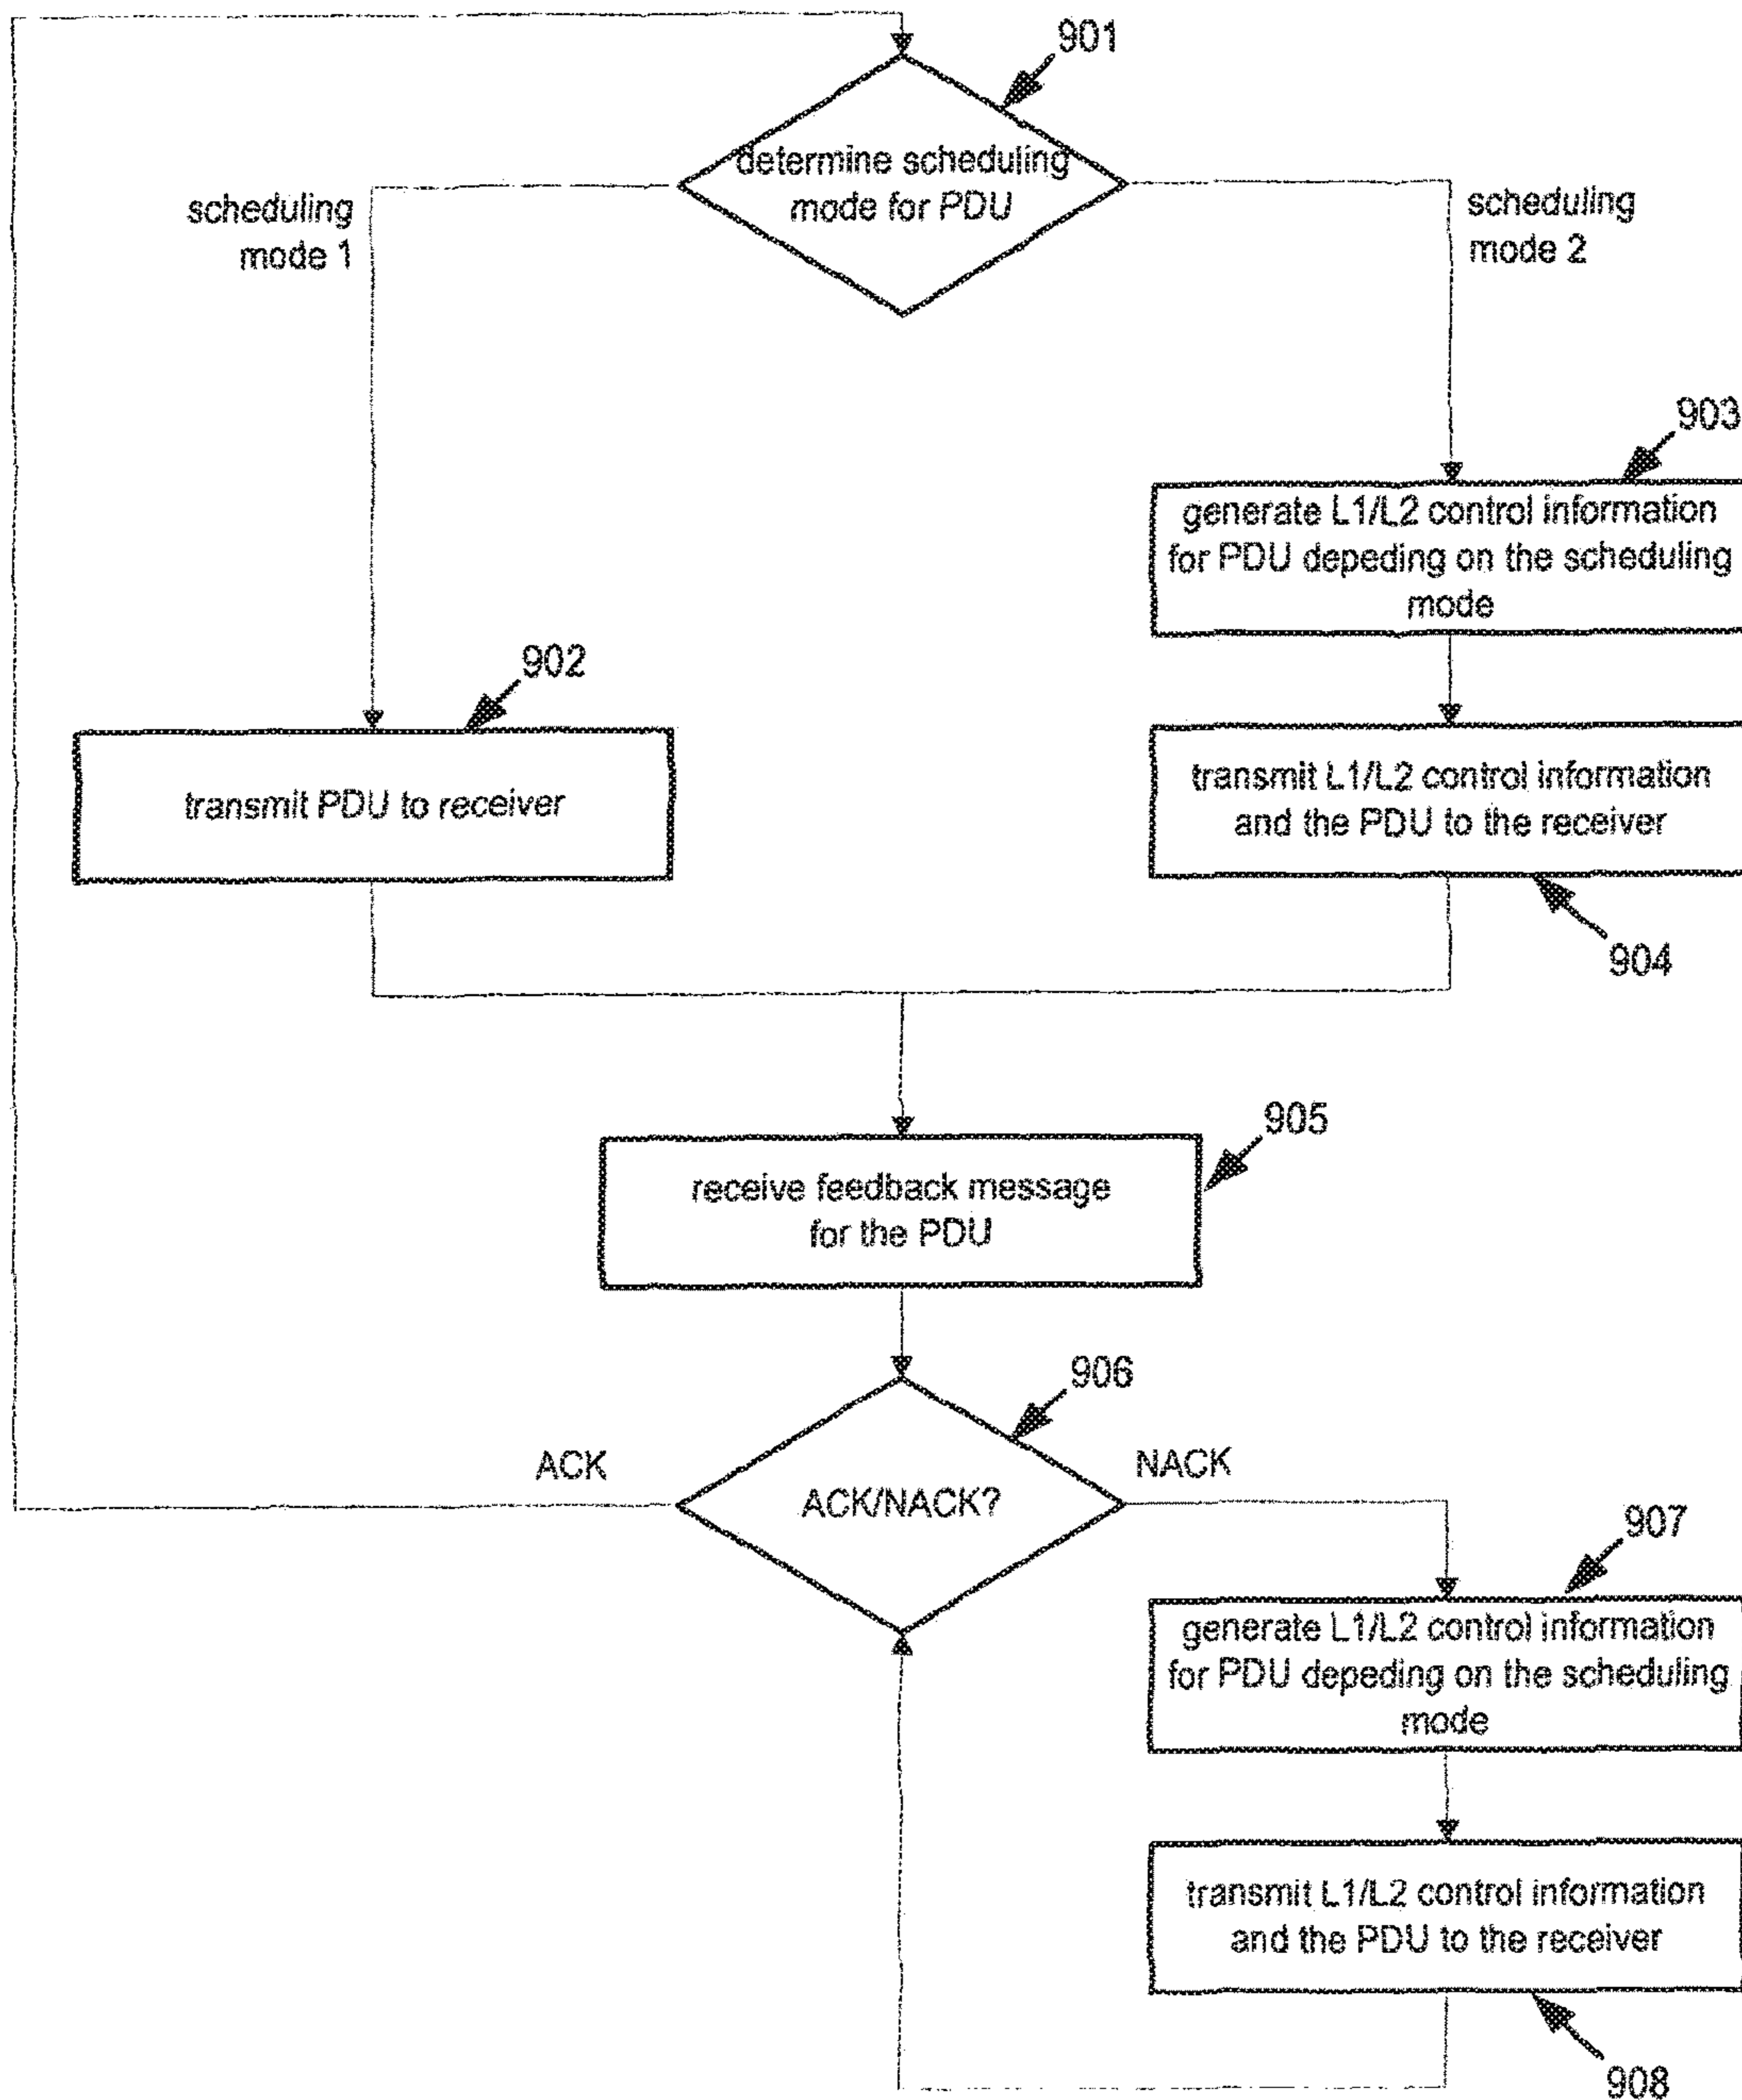 901
determine scheduling
mode for PDU
scheduling
mode 1
scheduling
mode 2
903
generate L1/L2 control information
for PDU depeding on the scheduling
mode
902
transmit PDU to receiver
transmit L1/L2 control information
and the PDU to the receiver
904
905
receive feedback message
for the PDU
906
ACK
NACK
ACK/NACK?
907
generate L1/L2 control information
for PDU depeding on the scheduling
mode
transmit L1/L2 control information
and the PDU to the receiver
908